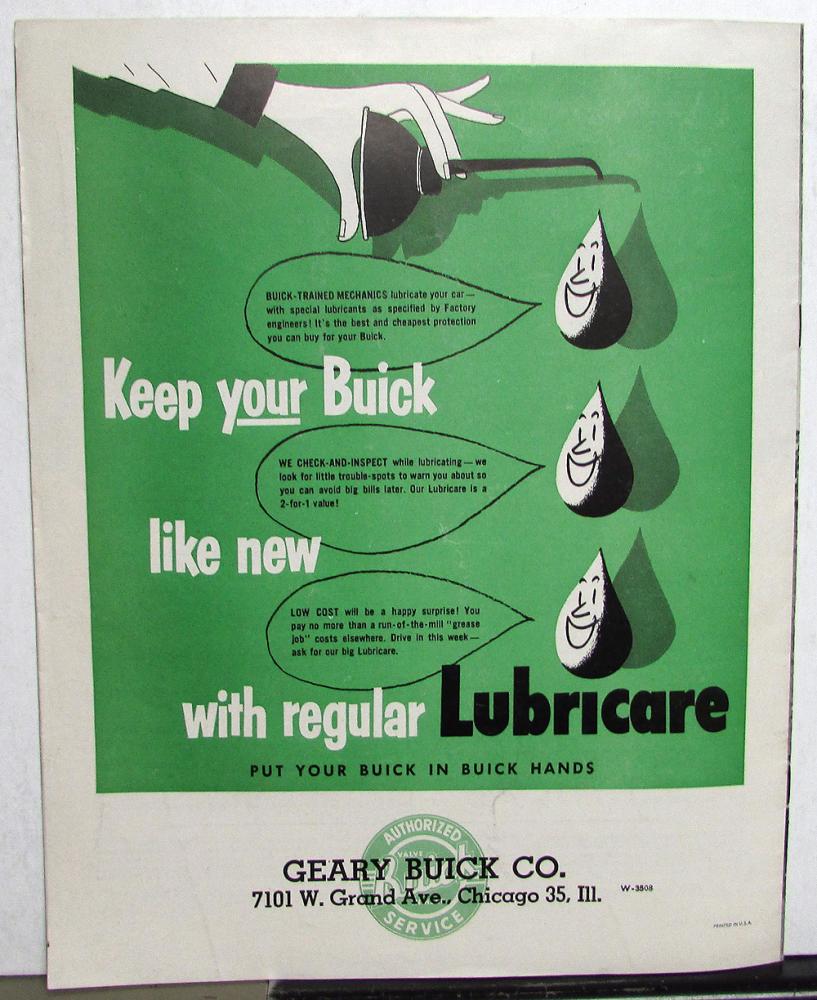 BUICK-TRAINED MECHANICS lubricate your car—
with special lubricants as specified by Factory
engineers! It's the best and cheapest protection
you can buy for your Buick.
Keep your Buick
WE CHECK-AND-INSPECT while lubricating—we
look for little trouble-spots to warn you about so
you can avoid big bills later. Our Lubricare is a
2-for-1 value!
like new
LOW COST will be a happy surprise! You
pay no more than a run-of-the-mill "grease
job" costs elsewhere. Drive in this week—
ask for our big Lubricare.
with regular Lubricare
PUT YOUR BUICK IN BUICK HANDS
AUTHORIZED
VALVE
Buick
GEARY BUICK CO.
7101 W. Grand Ave., Chicago 35, Ill.
W-3508
SERVICE
PRINTED IN U.S.A.